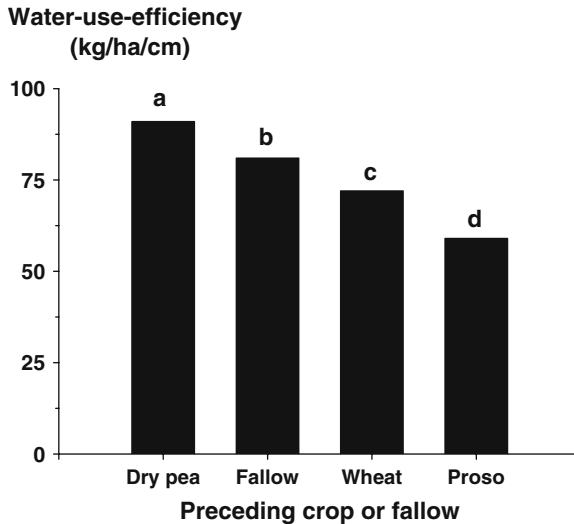 Water-use-efficiency
(kg/ha/cm)
100
75
50
25
0
a
b
c
d
Dry pea Fallow Wheat Proso
Preceding crop or fallow